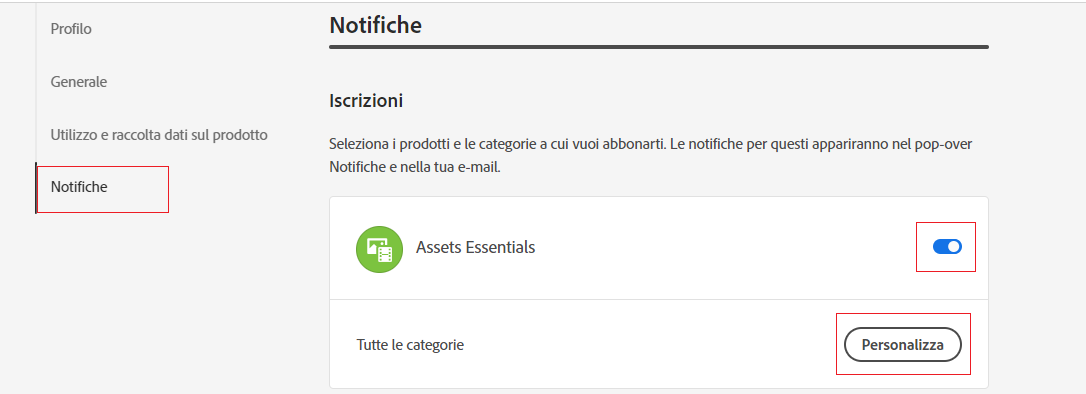 Profilo
Generale
Utilizzo e raccolta dati sul prodotto
Notifiche
Notifiche
Iscrizioni
Seleziona i prodotti e le categorie a cui vuoi abbonarti. Le notifiche per questi appariranno nel pop-over
Notifiche e nella tua e-mail.
Assets Essentials
Tutte le categorie
Personalizza